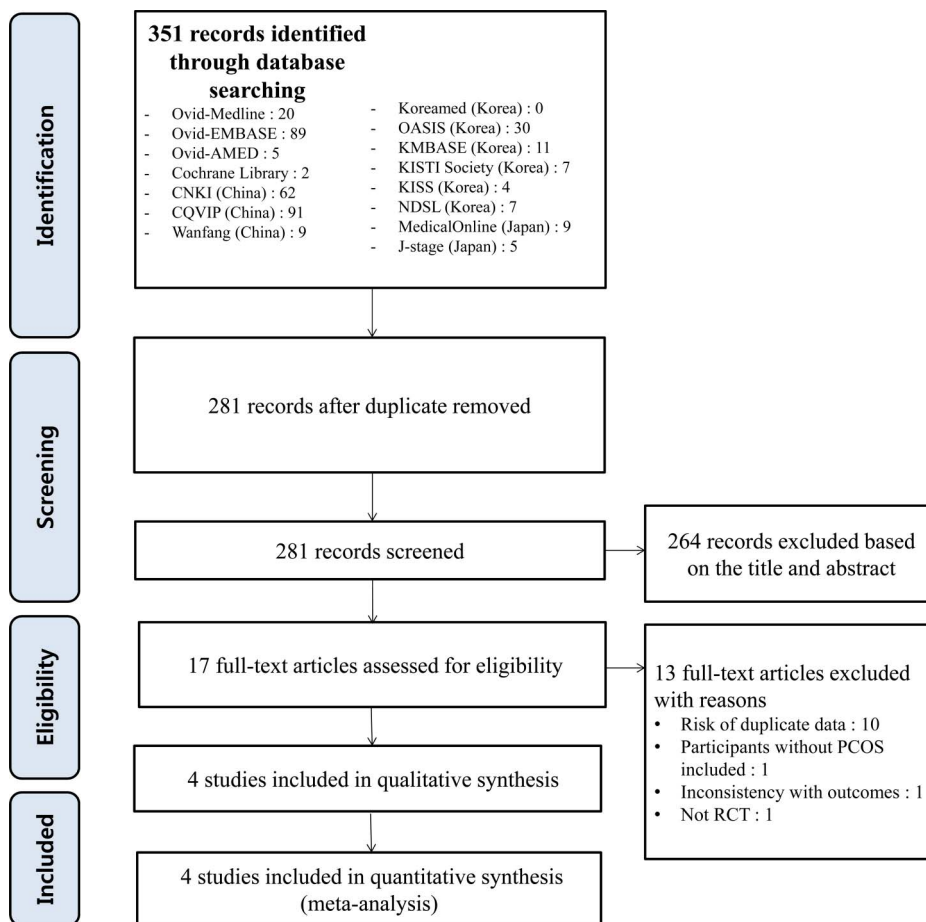 Identification
351 records identified
through database
searching
- Ovid-Medline : 20
- Ovid-EMBASE : 89
- Ovid-AMED : 5
- Cochrane Library : 2
- CNKI (China) : 62
- CQVIP (China) : 91
- Wanfang (China) : 9
- Koreamed (Korea) : 0
- OASIS (Korea) : 30
- KMBASE (Korea) : 11
- KISTI Society (Korea) : 7
- KISS (Korea) : 4
- NDSL (Korea) : 7
- MedicalOnline (Japan) : 9
- J-stage (Japan) : 5
Screening
281 records after duplicate removed
281 records screened
264 records excluded based
on the title and abstract
Eligibility
17 full-text articles assessed for eligibility
13 full-text articles excluded
with reasons
• Risk of duplicate data : 10
• Participants without PCOS
included : 1
• Inconsistency with outcomes : 1
• Not RCT : 1
4 studies included in qualitative synthesis
Included
4 studies included in quantitative synthesis
(meta-analysis)